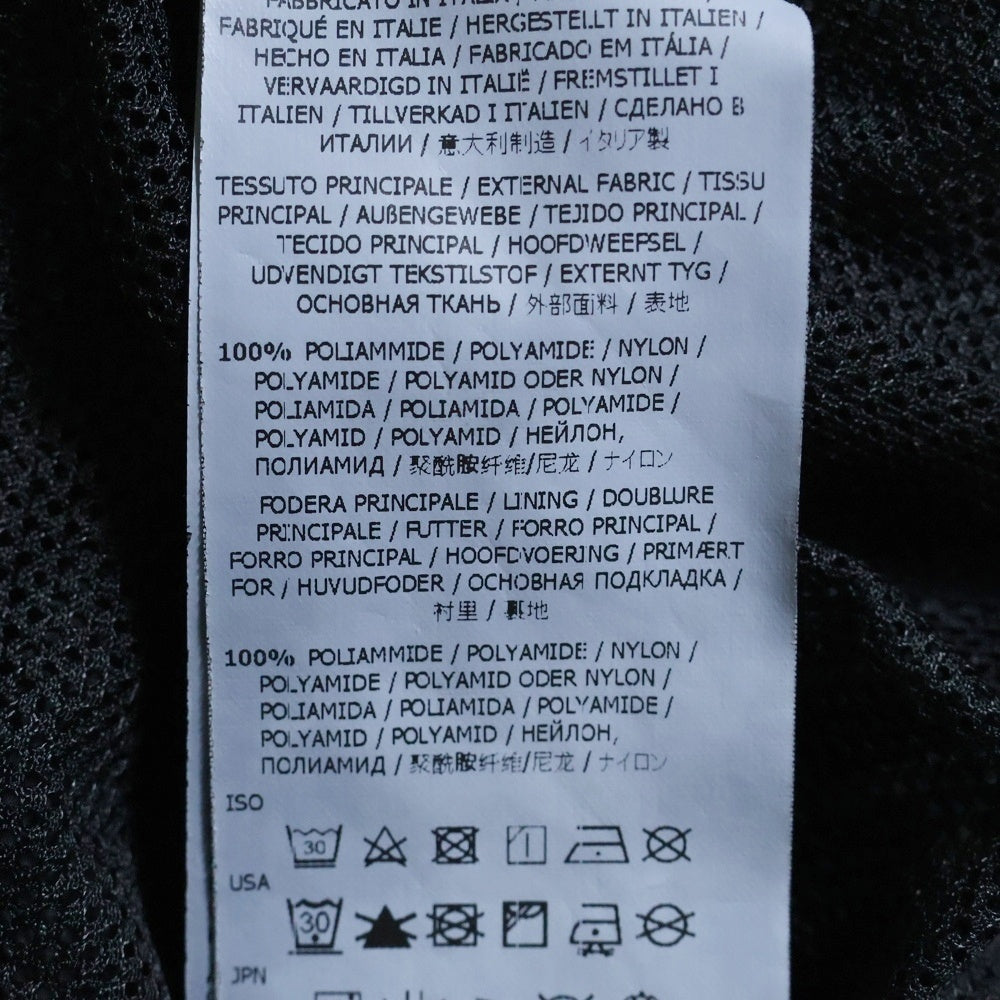 FABBRICATO IN ITALIA /
FABRIQUÉ EN ITALIE / HERGESTELLT IN ITALIEN /
HECHO EN ITALIA / FABRICADO EM ITÁLIA /
VERVAARDIGD IN ITALIË / FREMSTILLET I
ITALIEN / TILLVERKAD I ITALIEN / СДЕЛАНО В
ИТАЛИИ / 意大利制造 / イタリア製
TESSUTO PRINCIPALE / EXTERNAL FABRIC / TISSU
PRINCIPAL / AUßENGEWEBE / TEJIDO PRINCIPAL /
TECIDO PRINCIPAL / HOOFDWEEFSEL /
UDVENDIGT TEKSTILSTOF / EXTERNT TYG /
ОСНОВНАЯ ТКАНЬ / 外部面料 / 表地
100% POLIAMMIDE / POLYAMIDE / NYLON /
POLYAMIDE / POLYAMID ODER NYLON /
POLIAMIDA / POLIAMIDA / POLYAMIDE /
POLYAMID / POLYAMID / НЕЙЛОН,
ПОЛИАМИД / 聚酰胺纤维/尼龙 / ナイロン
FODERA PRINCIPALE / LINING / DOUBLURE
PRINCIPALE / FUTTER / FORRO PRINCIPAL /
FORRO PRINCIPAL / HOOFDVOERING / PRIMÆRT
FOR / HUVUDFODER / ОСНОВНАЯ ПОДКЛАДКА /
衬里 / 裏地
100% POLIAMMIDE / POLYAMIDE / NYLON /
POLYAMIDE / POLYAMID ODER NYLON /
POLIAMIDA / POLIAMIDA / POLYAMIDE /
POLYAMID / POLYAMID / НЕЙЛОН,
ПОЛИАМИД / 聚酰胺纤维/尼龙 / ナイロン
ISO
30
USA
30
JPN